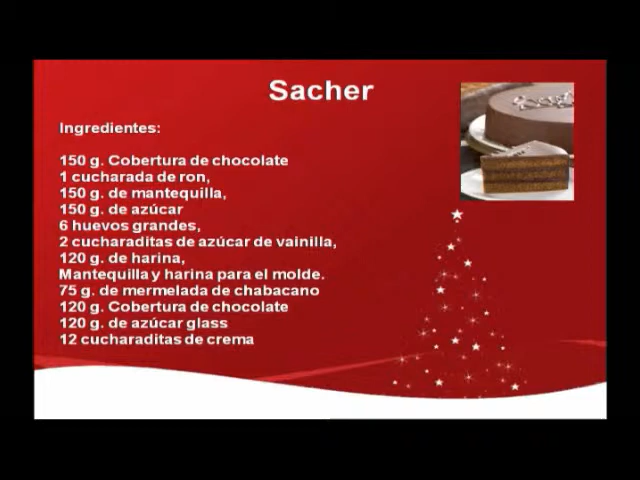 Sacher
Ingredientes:
150 g. Cobertura de chocolate
1 cucharada de ron,
150 g. de mantequilla,
150 g. de azúcar
6 huevos grandes,
2 cucharaditas de azúcar de vainilla,
120 g. de harina,
Mantequilla y harina para el molde.
75 g. de mermelada de chabacano
120 g. Cobertura de chocolate
120 g. de azúcar glass
12 cucharaditas de crema